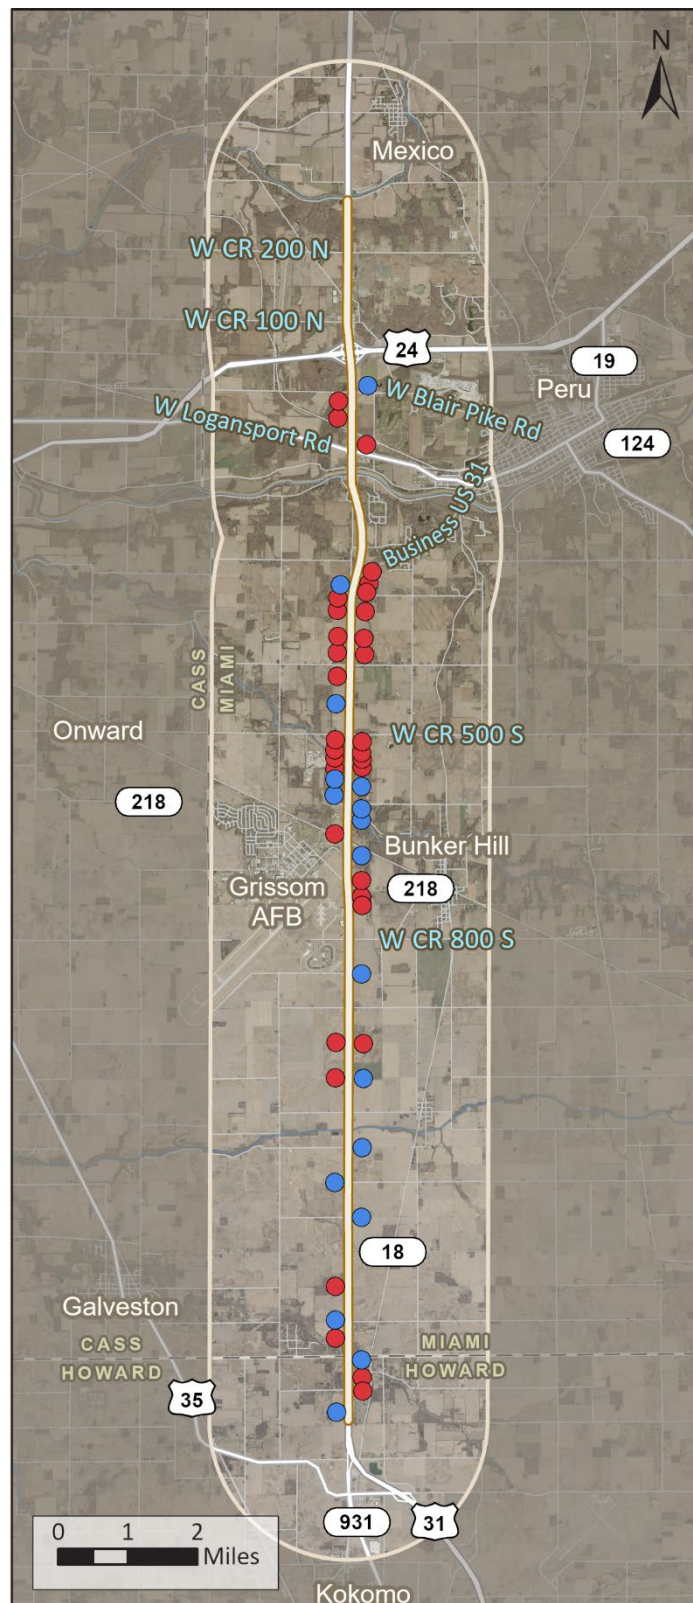 N
Mexico
W CR 200 N
W CR 100 N
24
19
Peru
W Blair Pike Rd
W Logansport Rd
124
Business US 31
CASS
MIAMI
Onward
W CR 500 S
218
Bunker Hill
Grissom
AFB
218
W CR 800 S
18
Galveston
CASS
HOWARD
MIAMI
HOWARD
35
0 1 2
Miles
931
31
Kokomo